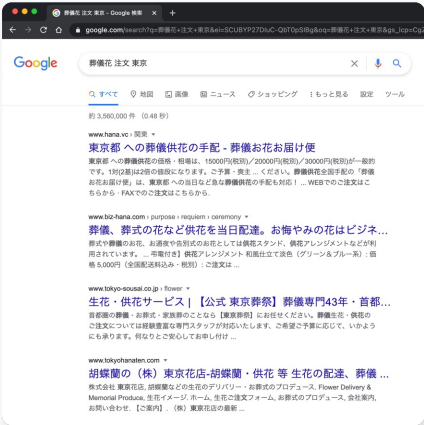 葬儀花 注文 東京 - Google 検索
google.com/search?q=葬儀花+注文+東京
Google
葬儀花 注文 東京
すべて 地図 画像 ニュース ショッピング もっと見る 設定 ツール
約 3,560,000 件 (0.48 秒)
www.hana.vc › 関東
東京都 への葬儀供花の手配 - 葬儀お花お届け便
東京都 への葬儀供花の価格・相場は、15000円(税別)／20000円(税別)／30000円(税別)が一般的
です。1対(2基)は2倍の値段になります。ご予算・喪主 ... ください。葬儀供花全国手配の「葬儀
お花お届け便」は、東京都 への当日など急な葬儀供花の手配も対応！ ... WEBでのご注文はこ
ちらから・FAXでのご注文はこちらから.
www.biz-hana.com › purpose › requiem › ceremony
葬儀、葬式の花など供花を当日配達。お悔やみの花はビジネ...
葬式や葬儀のお花、お通夜や告別式のお花としては供花スタンド、供花アレンジメントなどが利
用されています。 ... 布電付き】供花アレンジメント 和風仕立て淡色（グリーン＆ブルー系）: 価
格 5,000円（全国配送料込み・税別）: ご注文は ...
www.tokyo-sousai.co.jp › flower
生花・供花サービス | 【公式 東京葬祭】葬儀専門43年・首都...
首都圏の葬儀・お葬式・家族葬のことなら【東京葬祭】にお任せください。葬儀生花・供花の
ご注文については経験豊富な専門スタッフが対応いたします、ご希望ご予算に応じて、いかよう
にも承ります。何なりとご安心してお申し付け ...
www.tokyohanaten.com
胡蝶蘭の（株）東京花店-胡蝶蘭・供花 等 生花の配達、葬儀 ...
株式会社 東京花店, 胡蝶蘭などの生花のデリバリー・お葬式のプロデュース. Flower Delivery &
Memorial Produce, 生花イメージ. ホーム, 生花ご注文フォーム, お葬式のプロデュース, 会社案内,
お問い合わせ. 【ご案内】. （株）東京花店の最新 ...